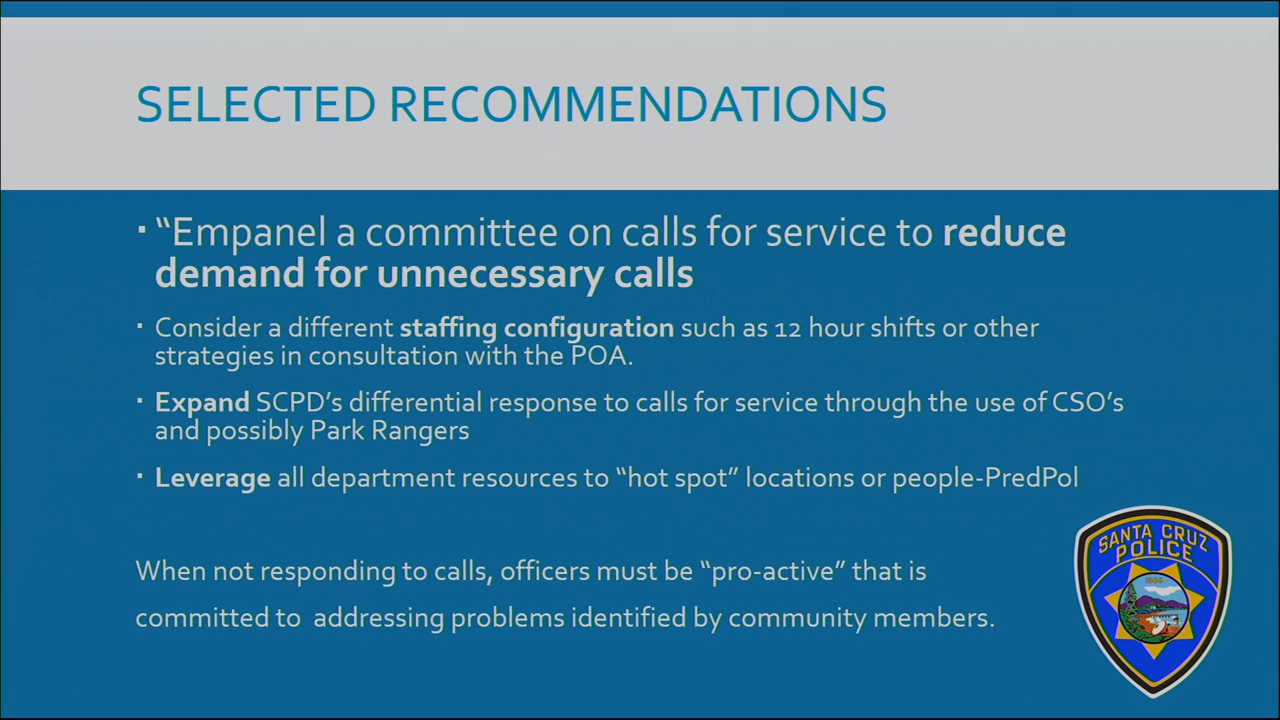 SELECTED RECOMMENDATIONS
▪ “Empanel a committee on calls for service to reduce
demand for unnecessary calls
▪ Consider a different staffing configuration such as 12 hour shifts or other
strategies in consultation with the POA.
▪ Expand SCPD’s differential response to calls for service through the use of CSO’s
and possibly Park Rangers
▪ Leverage all department resources to “hot spot” locations or people-PredPol
When not responding to calls, officers must be “pro-active” that is
committed to addressing problems identified by community members.
SANTA CRUZ
POLICE